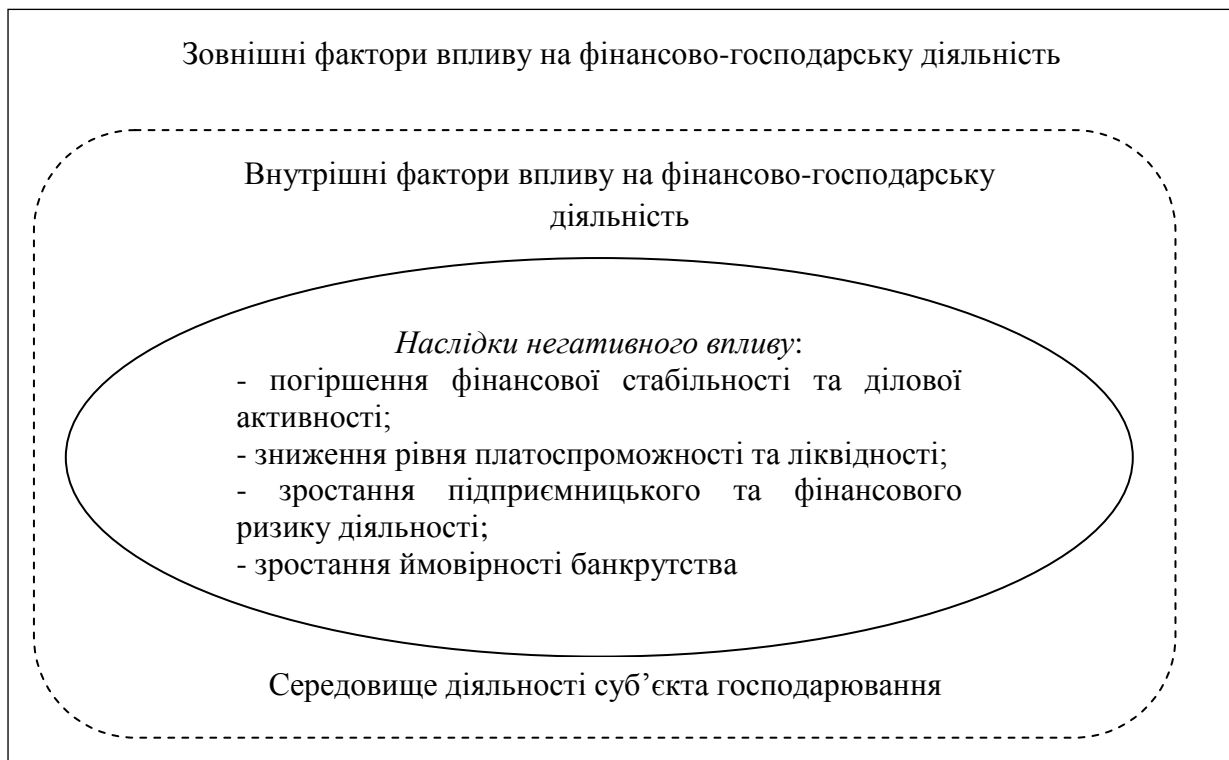 Зовнішні фактори впливу на фінансово-господарську діяльність
Внутрішні фактори впливу на фінансово-господарську
діяльність
Наслідки негативного впливу:
- погіршення фінансової стабільності та ділової
активності;
- зниження рівня платоспроможності та ліквідності;
- зростання підприємницького та фінансового
ризику діяльності;
- зростання ймовірності банкрутства
Середовище діяльності суб’єкта господарювання